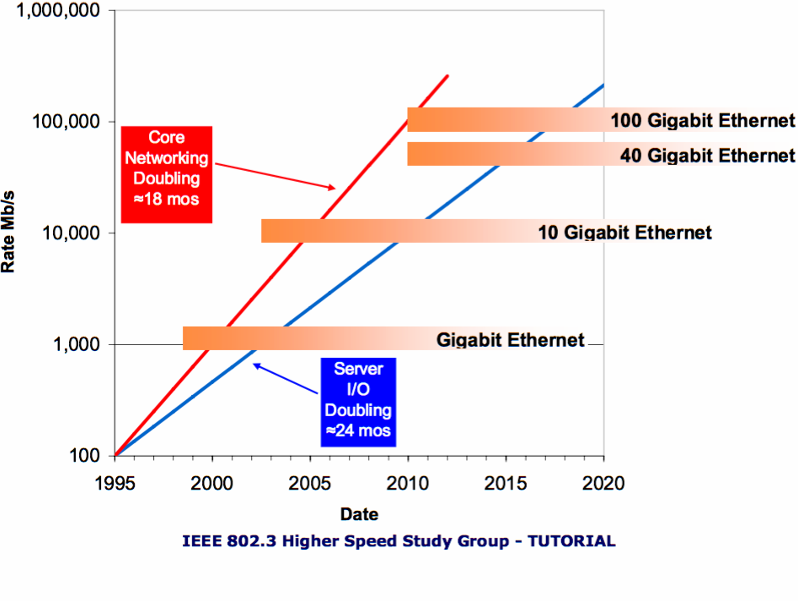 1,000,000
100,000
10,000
1,000
100
Rate Mb/s
Core
Networking
Doubling
≈18 mos
100 Gigabit Ethernet
40 Gigabit Ethernet
10 Gigabit Ethernet
Gigabit Ethernet
Server
I/O
Doubling
≈24 mos
1995 2000 2005 2010 2015 2020
Date
IEEE 802.3 Higher Speed Study Group - TUTORIAL